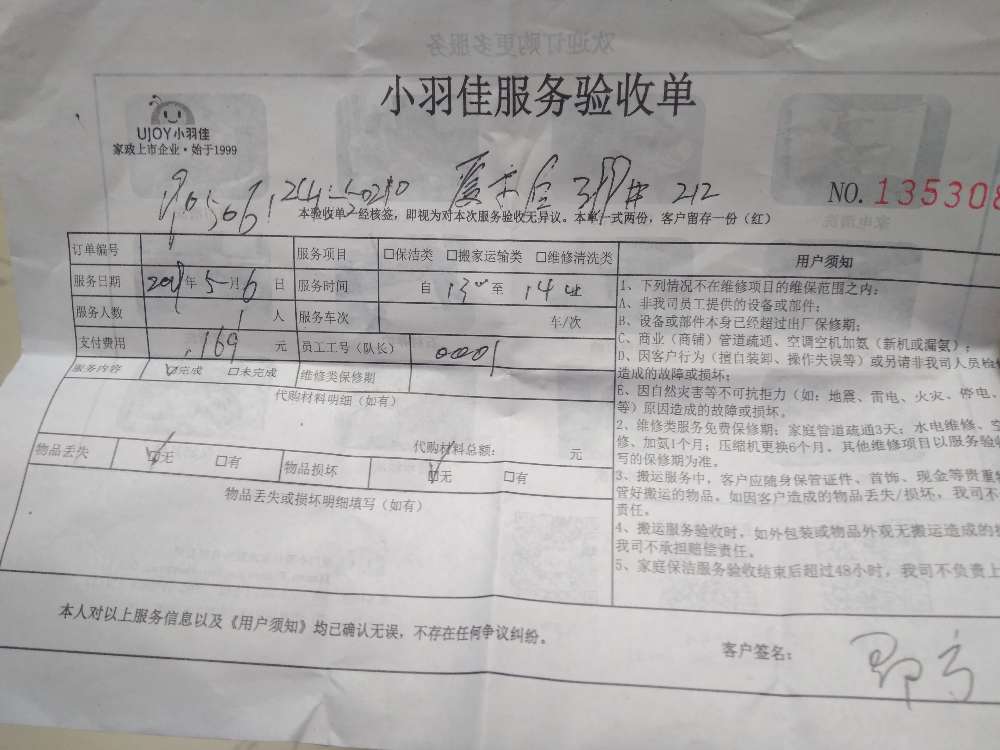 欢迎订购更多服务
小羽佳服务验收单
UJOY小羽佳
家政上市企业·始于1999
212
NO. 135308
本验收单一经核签，即视为对本次服务验收无异议。本单一式两份，客户留存一份（红）
订单编号 服务项目 □保洁类 □搬家运输类 □维修清洗类 用户须知
服务日期 年 5 月 6 日 服务时间 自 13 至 14
服务人数 1 人 服务车次 车/次
支付费用 169 元 员工工号（队长） 0001
服务内容 ☑完成 □未完成 维修类保修期
代购材料明细（如有）
代购材料总额： 元
物品丢失 ☑无 □有 物品损坏 ☑无 □有
物品丢失或损坏明细填写（如有）
1、下列情况不在维修项目的维保范围之内：
A、非我司员工提供的设备或部件；
B、设备或部件本身已经超过出厂保修期；
C、商业（商铺）管道疏通、空调空机加氨（新机或漏氨）；
D、因客户行为（擅自装卸、操作失误等）或另请非我司人员检
造成的故障或损坏；
E、因自然灾害等不可抗拒力（如：地震、雷电、火灾、停电、
等）原因造成的故障或损坏。
2、维修类服务免费保修期：家庭管道疏通3天；水电维修、空
修、加氨1个月；压缩机更换6个月。其他维修项目以服务验收
写的保修期为准。
3、搬运服务中，客户应随身保管证件、首饰、现金等贵重物
管好搬运的物品。如因客户造成的物品丢失/损坏，我司不
责任。
4、搬运服务验收时，如外包装或物品外观无搬运造成的
我司不承担赔偿责任。
5、家庭保洁服务验收结束后超过48小时，我司不负责上
本人对以上服务信息以及《用户须知》均已确认无误，不存在任何争议纠纷。
客户签名：